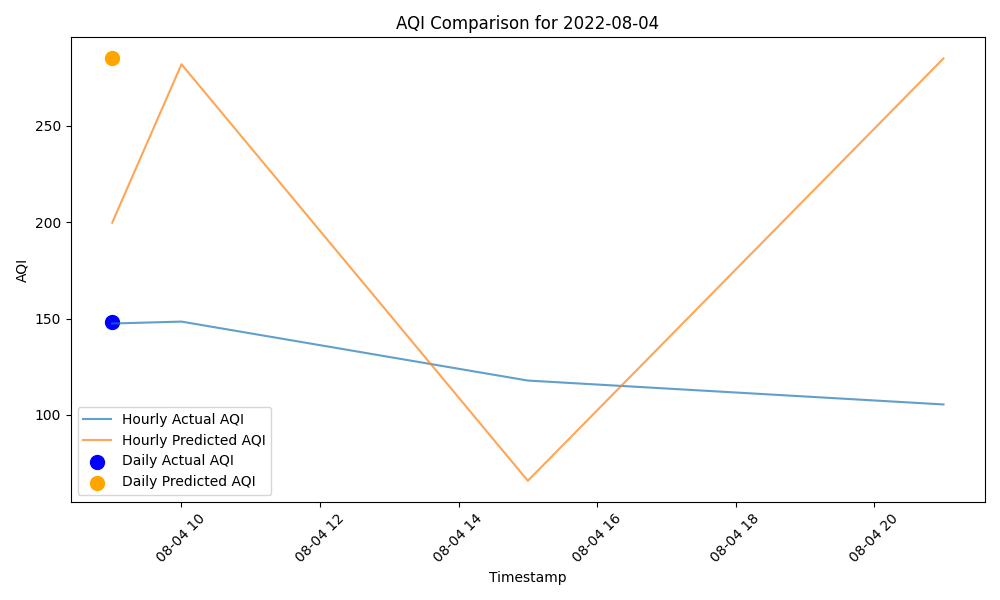 AQI Comparison for 2022-08-04
AQI
250
200
150
100
Hourly Actual AQI
Hourly Predicted AQI
Daily Actual AQI
Daily Predicted AQI
08-04 10
08-04 12
08-04 14
08-04 16
08-04 18
08-04 20
Timestamp